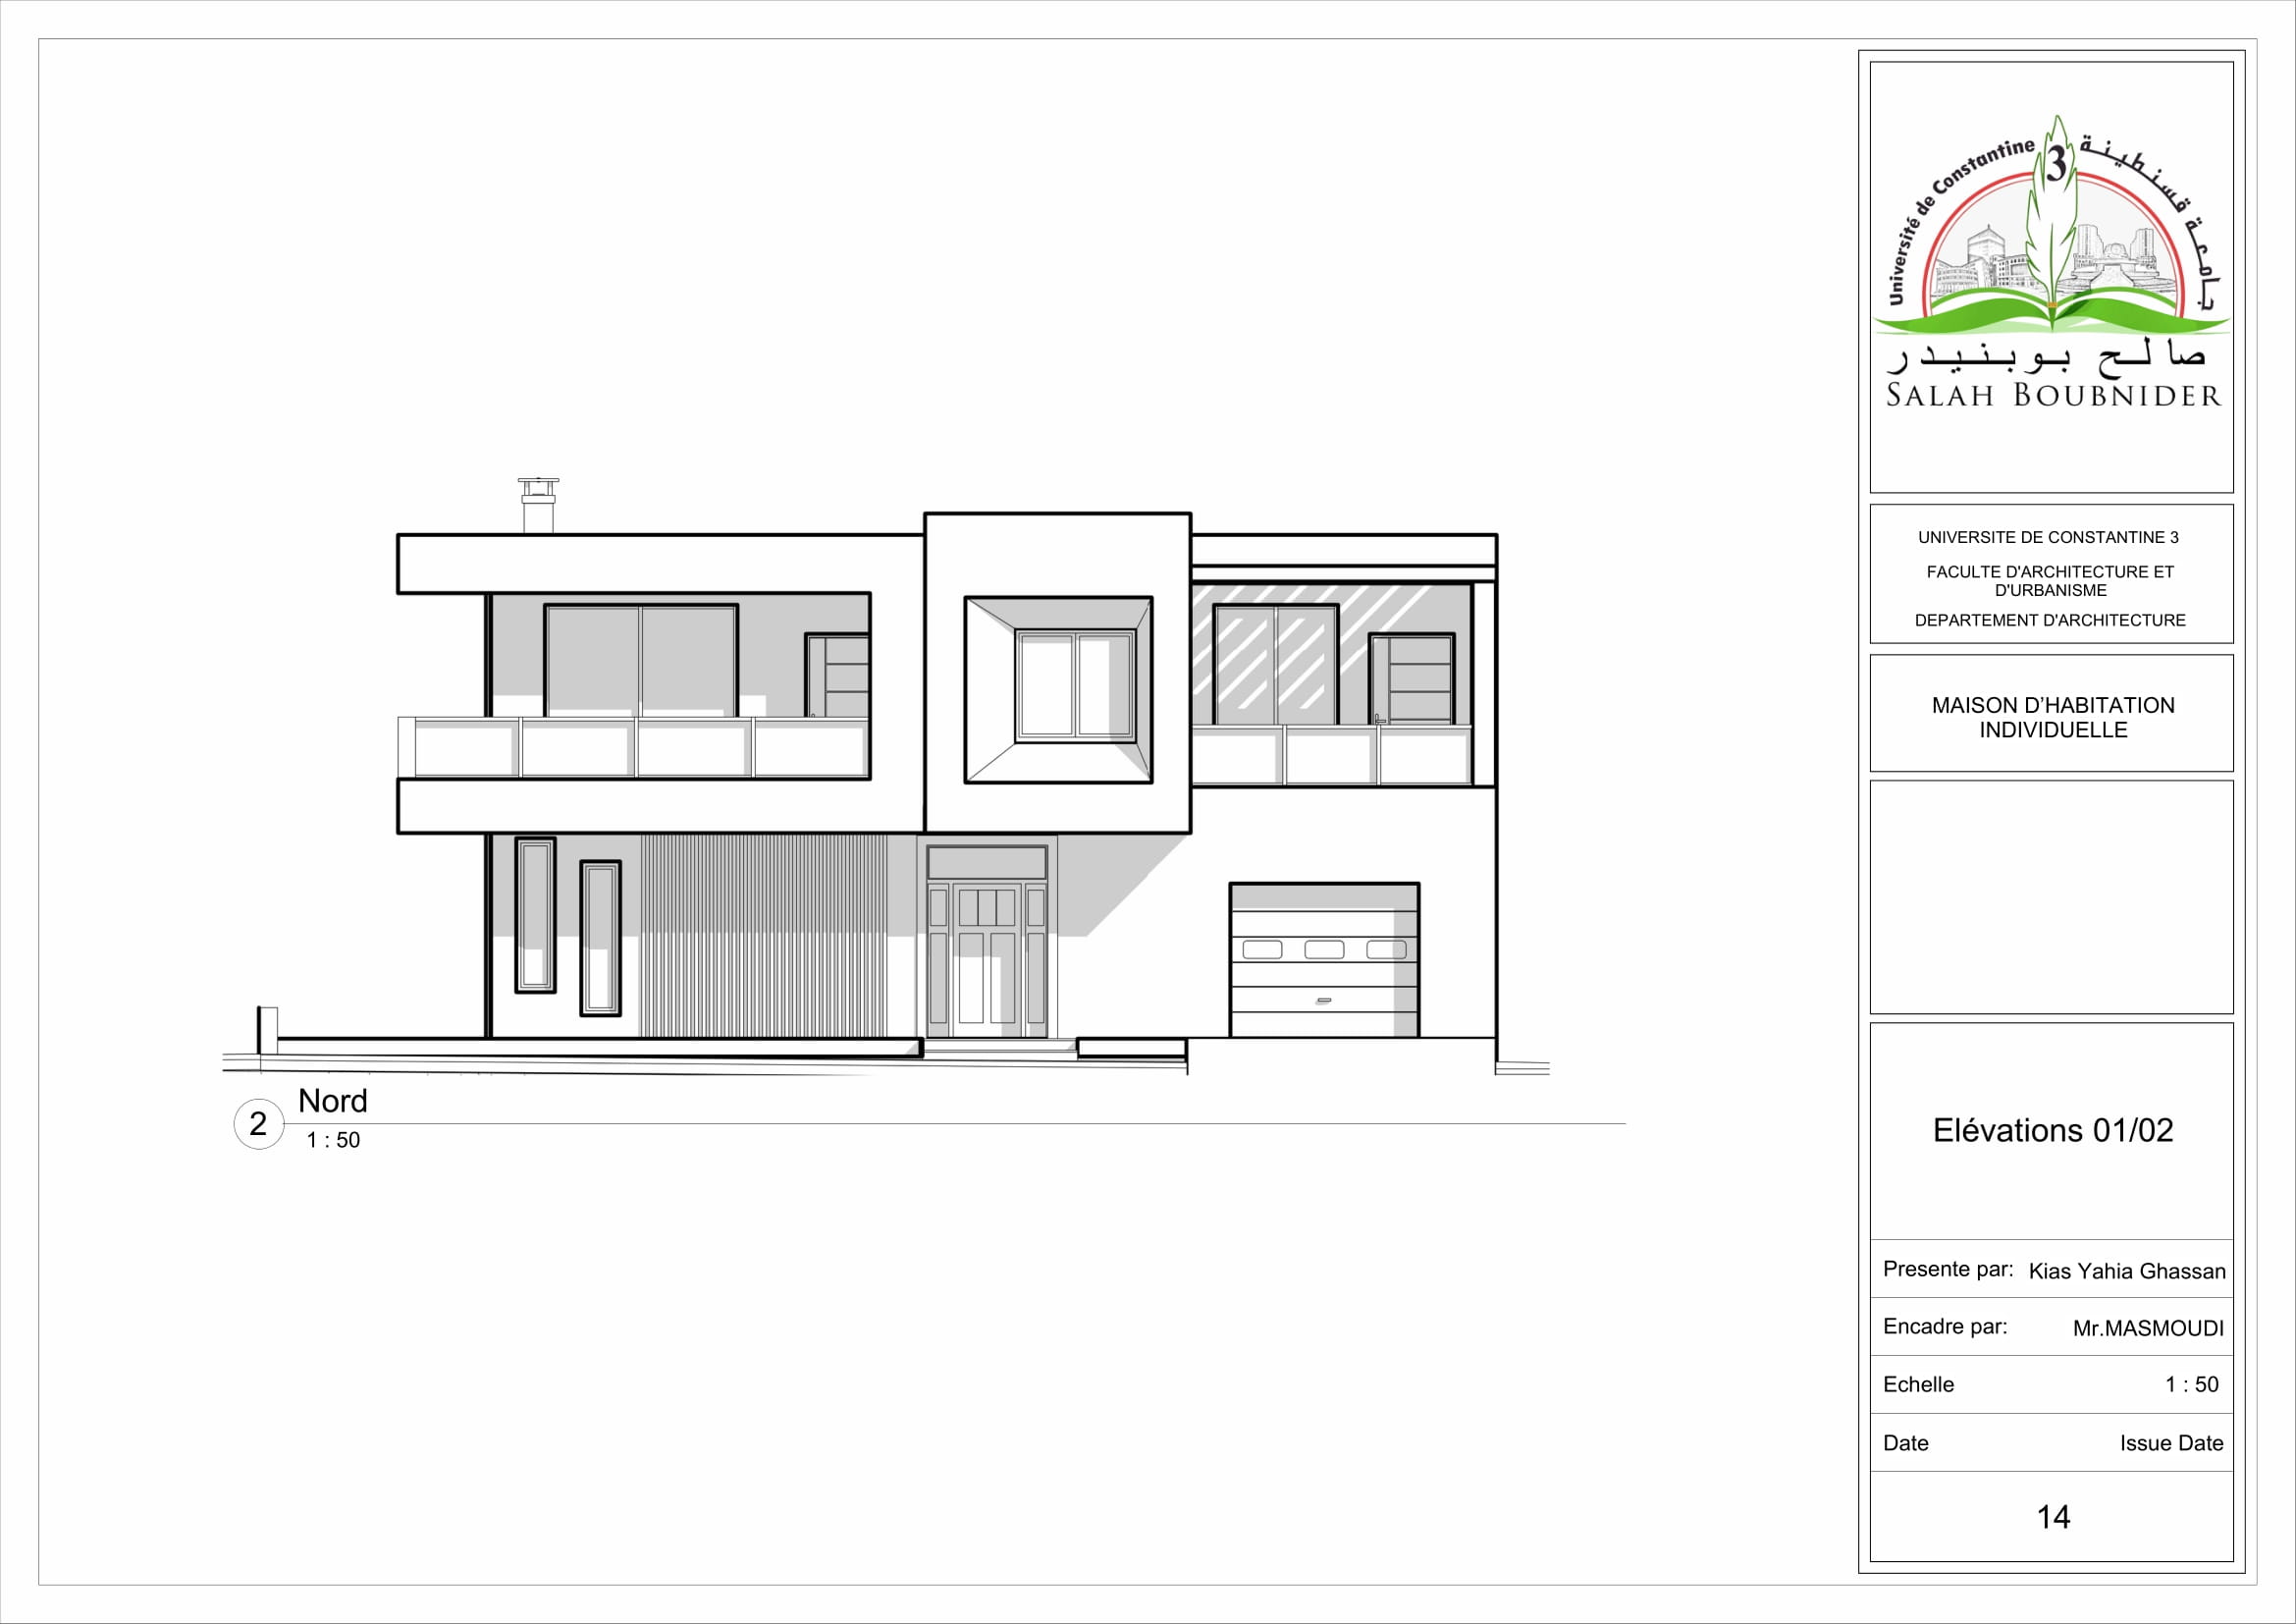 Université de Constantine 3 جامعة قسنطينة
صالح بوبنيدر
SALAH BOUBNIDER
UNIVERSITE DE CONSTANTINE 3
FACULTE D'ARCHITECTURE ET
D'URBANISME
DEPARTEMENT D'ARCHITECTURE
MAISON D'HABITATION
INDIVIDUELLE
Elévations 01/02
Presente par: Kias Yahia Ghassan
Encadre par: Mr.MASMOUDI
Echelle 1 : 50
Date Issue Date
14
2 Nord
1 : 50